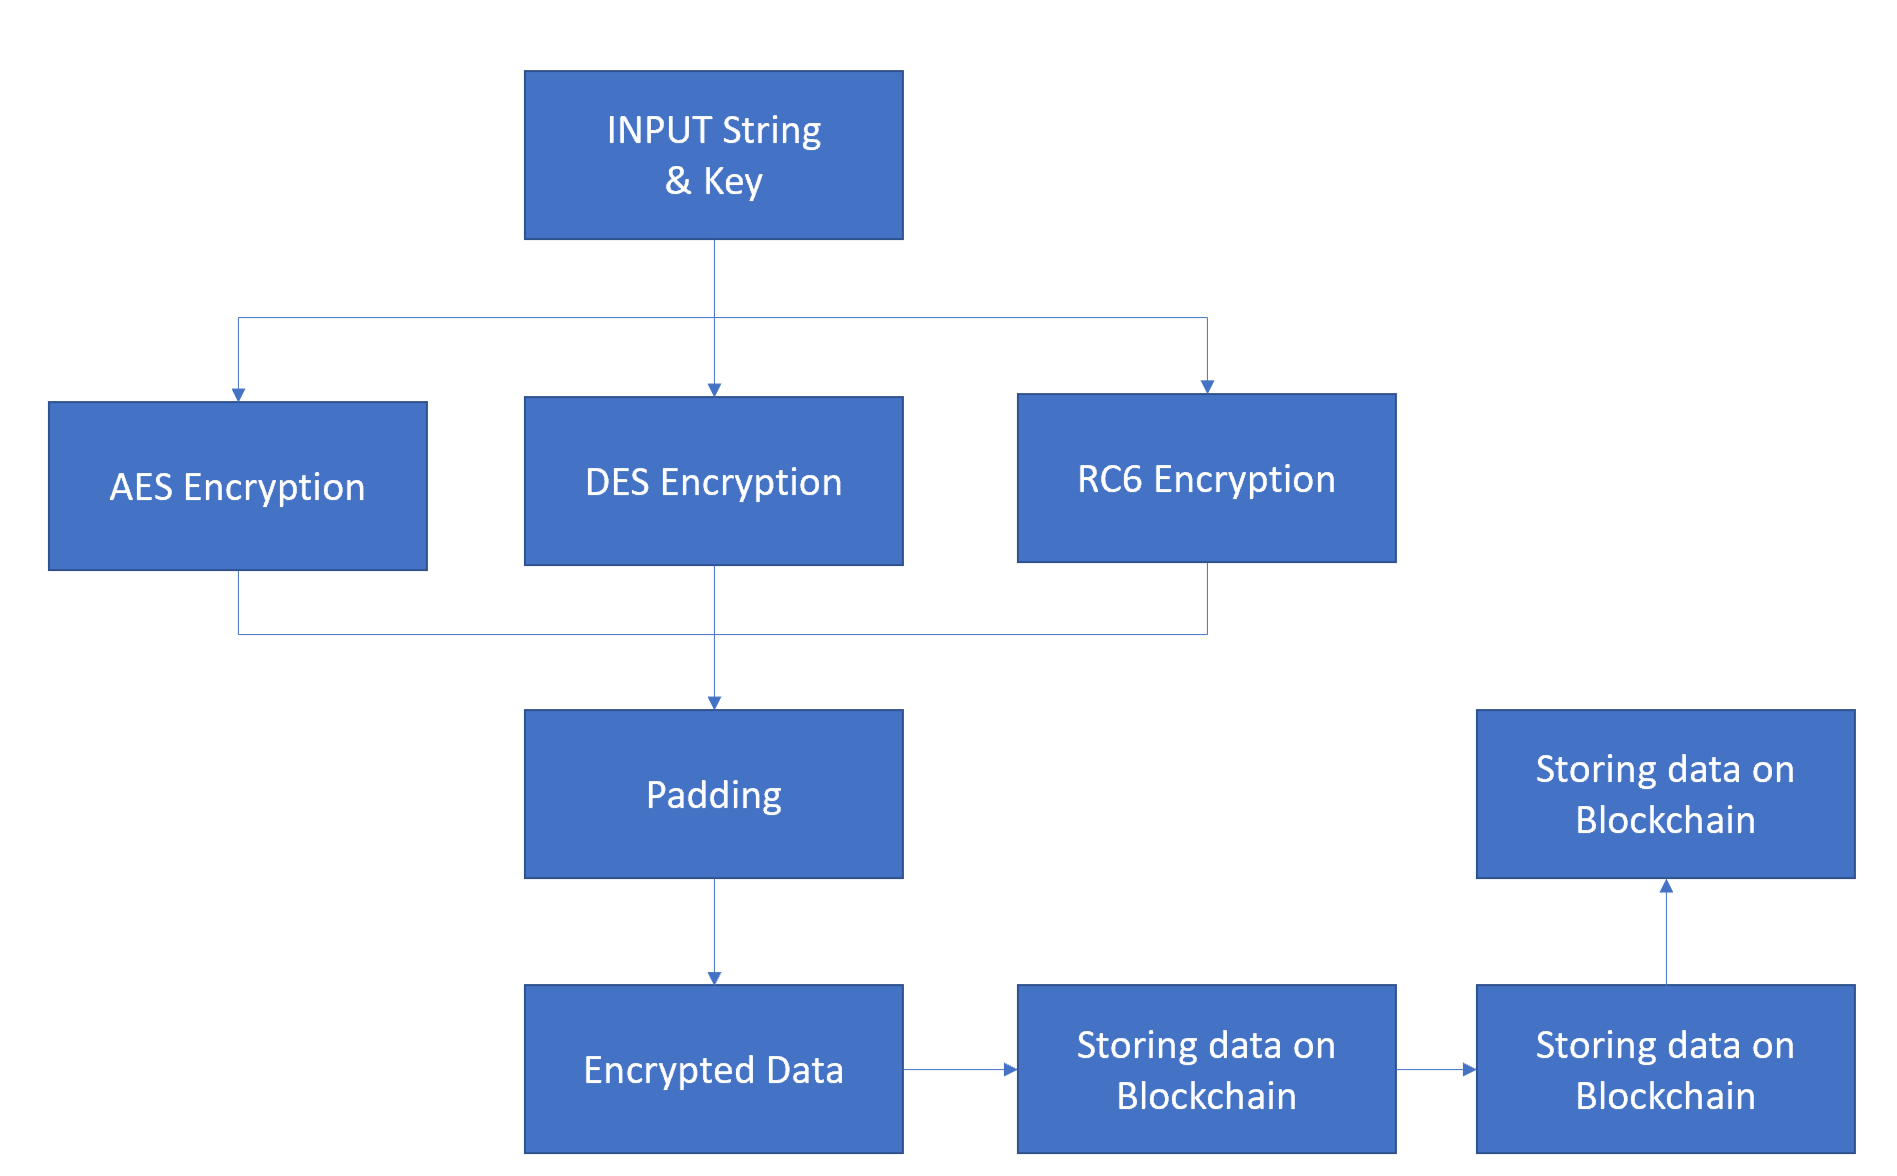 INPUT String
& Key
AES Encryption
DES Encryption
RC6 Encryption
Padding
Encrypted Data
Storing data on
Blockchain
Storing data on
Blockchain
Storing data on
Blockchain